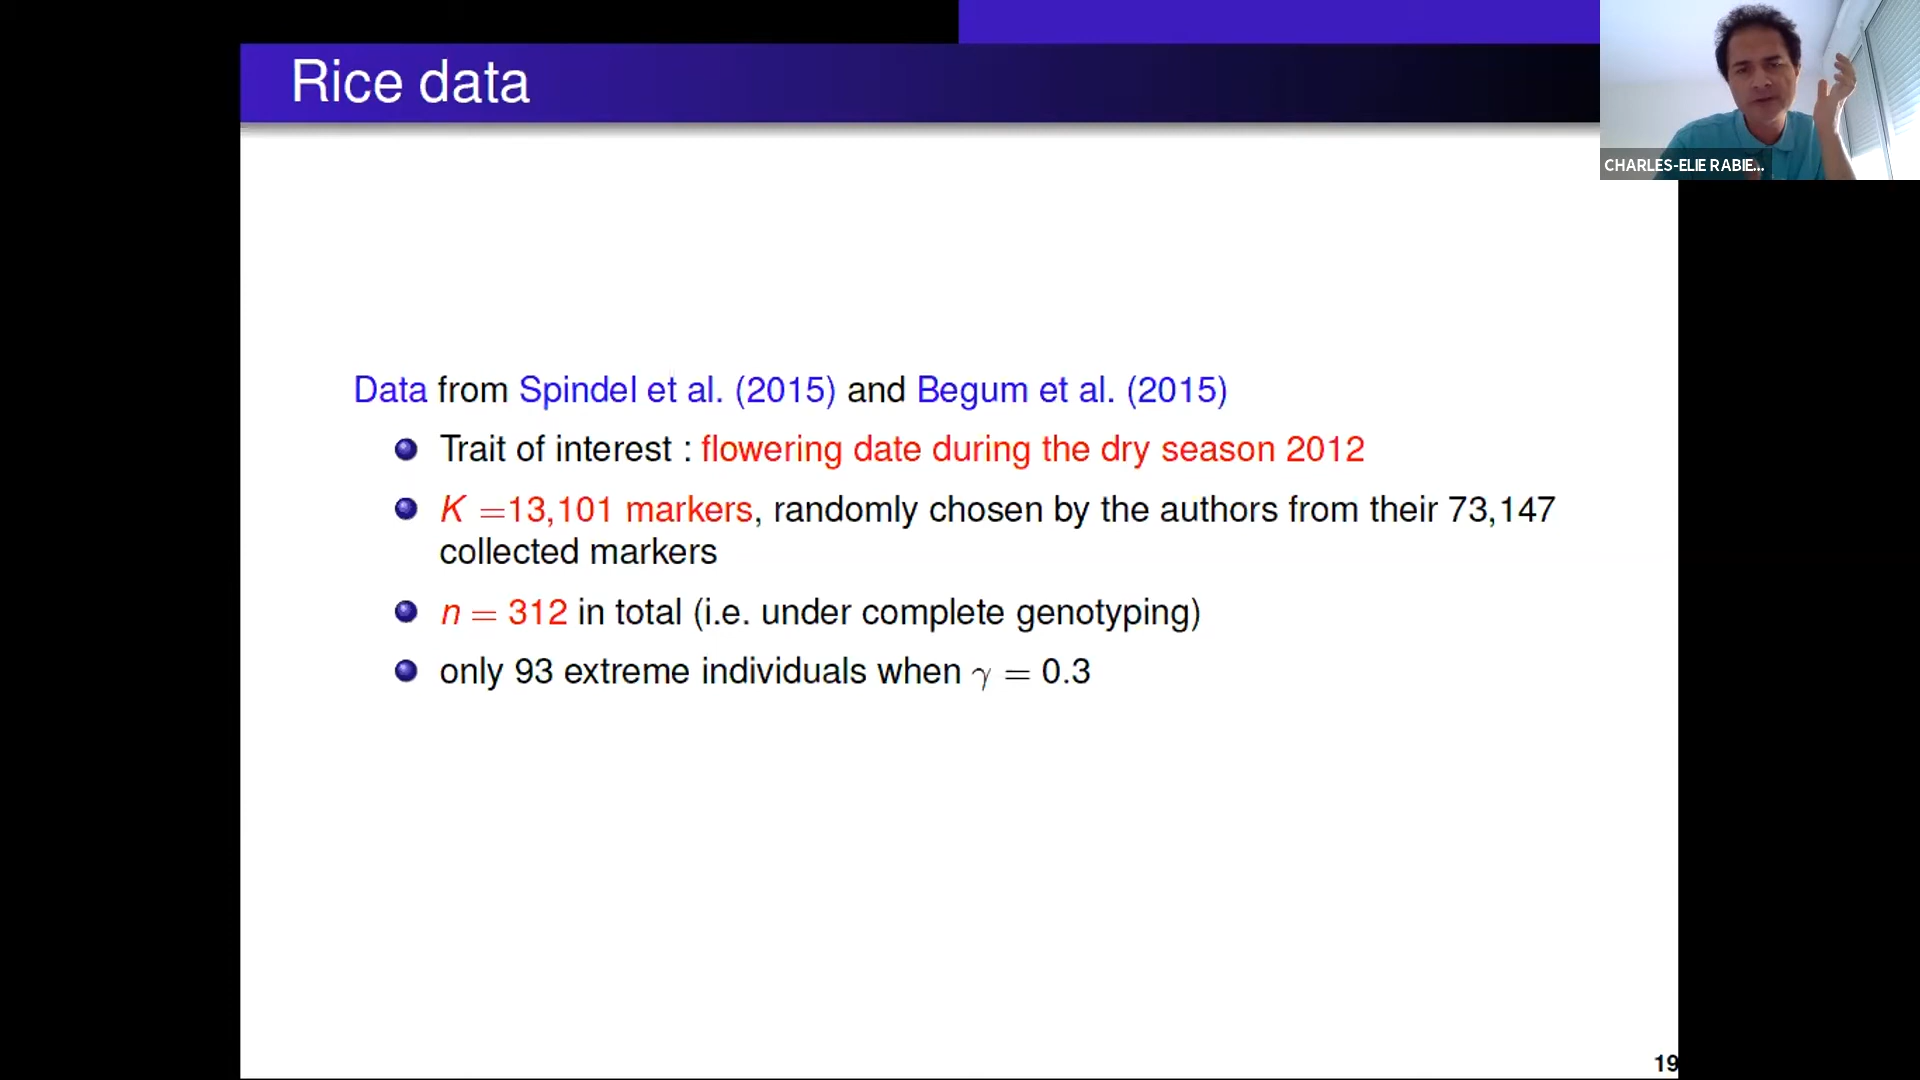 Rice data
CHARLES-ELIE RABIE...
Data from Spindel et al. (2015) and Begum et al. (2015)
Trait of interest : flowering date during the dry season 2012
K =13,101 markers, randomly chosen by the authors from their 73,147
collected markers
n = 312 in total (i.e. under complete genotyping)
only 93 extreme individuals when γ = 0.3
19